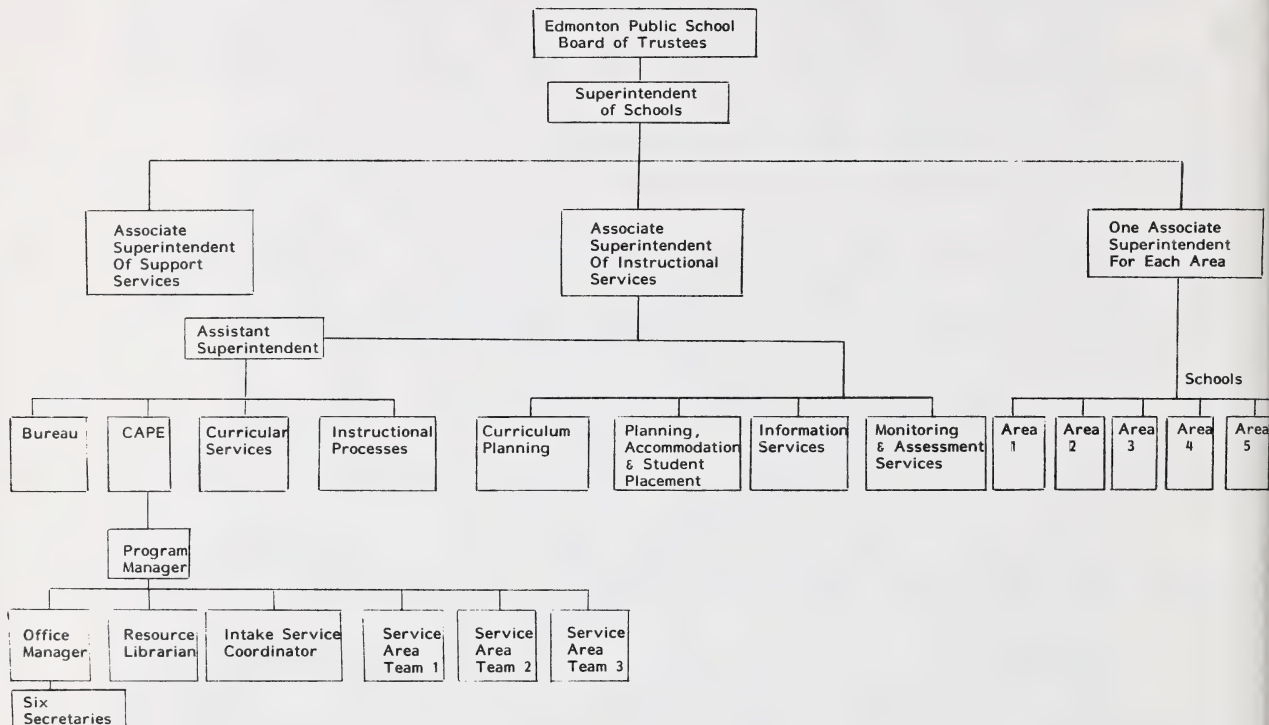 Edmonton Public School
Board of Trustees
Superintendent
of Schools
Associate
Superintendent
Of Support
Services
Associate
Superintendent
Of Instructional
Services
One Associate
Superintendent
For Each Area
Assistant
Superintendent
Schools
Bureau
CAPE
Curricular
Services
Instructional
Processes
Curriculum
Planning
Planning,
Accommodation
& Student
Placement
Information
Services
Monitoring
& Assessment
Services
Area
1
Area
2
Area
3
Area
4
Area
5
Program
Manager
Office
Manager
Resource
Librarian
Intake Service
Coordinator
Service
Area
Team 1
Service
Area
Team 2
Service
Area
Team 3
Six
Secretaries